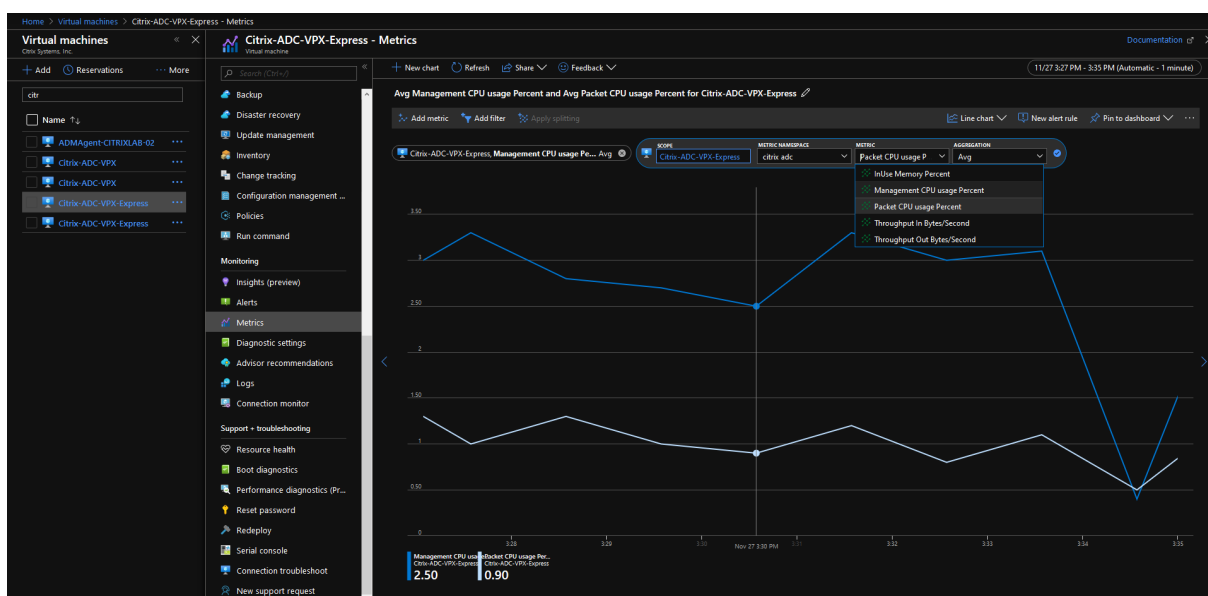 Home > Virtual machines > Citrix-ADC-VPX-Express - Metrics
Virtual machines
Citrix Systems, Inc.
+ Add Reservations ··· More
citr
Name ↑↓
ADMAgent-CITRIXLAB-02 ···
Citrix-ADC-VPX ···
Citrix-ADC-VPX ···
Citrix-ADC-VPX-Express ···
Citrix-ADC-VPX-Express ···
Citrix-ADC-VPX-Express - Metrics
Virtual machine
Documentation
Search (Ctrl+/)
Backup
Disaster recovery
Update management
Inventory
Change tracking
Configuration management ...
Policies
Run command
Monitoring
Insights (preview)
Alerts
Metrics
Diagnostic settings
Advisor recommendations
Logs
Connection monitor
Support + troubleshooting
Resource health
Boot diagnostics
Performance diagnostics (Pr...
Reset password
Redeploy
Serial console
Connection troubleshoot
New support request
+ New chart Refresh Share Feedback
11/27 3:27 PM - 3:35 PM (Automatic - 1 minute)
Avg Management CPU usage Percent and Avg Packet CPU usage Percent for Citrix-ADC-VPX-Express
Add metric Add filter Apply splitting
Line chart New alert rule Pin to dashboard ···
Citrix-ADC-VPX-Express, Management CPU usage Pe... Avg
SCOPE METRIC NAMESPACE METRIC AGGREGATION
Citrix-ADC-VPX-Express citrix adc Packet CPU usage P Avg
InUse Memory Percent
Management CPU usage Percent
Packet CPU usage Percent
Throughput In Bytes/Second
Throughput Out Bytes/Second
3.50
3
2.50
2
1.50
1
0.50
0
3:28 3:29 3:30 Nov 27 3:30 PM 3:31 3:32 3:33 3:34 3:35
Management CPU usa
Citrix-ADC-VPX-Express
2.50
Packet CPU usage Per...
Citrix-ADC-VPX-Express
0.90